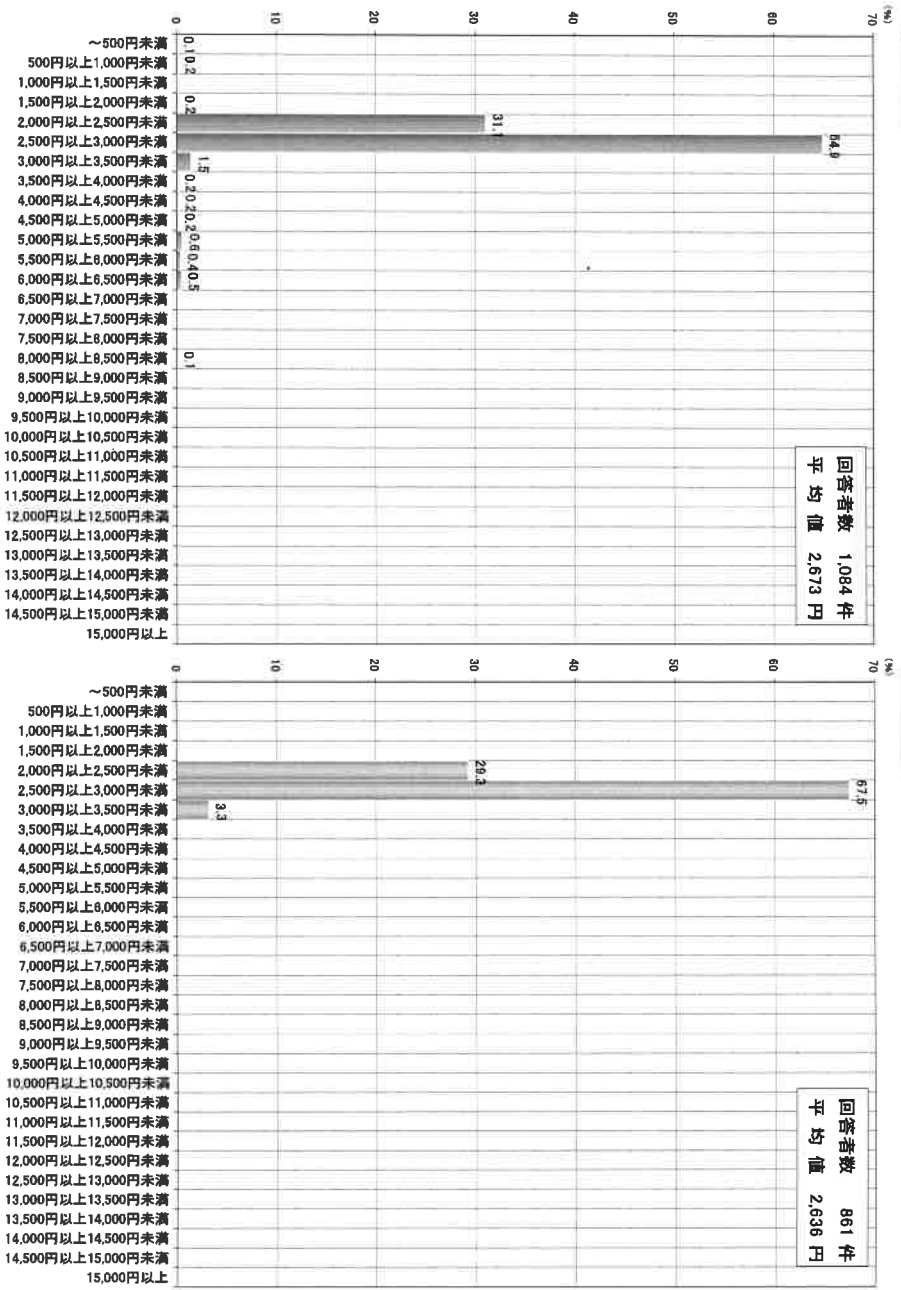 (%)
70
60
50
40
30
20
10
0
0.1
0.2
0.2
31.1
64.9
1.5
0.2
0.2
0.2
0.6
0.4
0.5
0.1
回答者数 1,084 件
平均値 2,673 円
～500円未満
500円以上1,000円未満
1,000円以上1,500円未満
1,500円以上2,000円未満
2,000円以上2,500円未満
2,500円以上3,000円未満
3,000円以上3,500円未満
3,500円以上4,000円未満
4,000円以上4,500円未満
4,500円以上5,000円未満
5,000円以上5,500円未満
5,500円以上6,000円未満
6,000円以上6,500円未満
6,500円以上7,000円未満
7,000円以上7,500円未満
7,500円以上8,000円未満
8,000円以上8,500円未満
8,500円以上9,000円未満
9,000円以上9,500円未満
9,500円以上10,000円未満
10,000円以上10,500円未満
10,500円以上11,000円未満
11,000円以上11,500円未満
11,500円以上12,000円未満
12,000円以上12,500円未満
12,500円以上13,000円未満
13,000円以上13,500円未満
13,500円以上14,000円未満
14,000円以上14,500円未満
14,500円以上15,000円未満
15,000円以上
(%)
70
60
50
40
30
20
10
0
29.3
67.5
3.3
回答者数 861 件
平均値 2,636 円
～500円未満
500円以上1,000円未満
1,000円以上1,500円未満
1,500円以上2,000円未満
2,000円以上2,500円未満
2,500円以上3,000円未満
3,000円以上3,500円未満
3,500円以上4,000円未満
4,000円以上4,500円未満
4,500円以上5,000円未満
5,000円以上5,500円未満
5,500円以上6,000円未満
6,000円以上6,500円未満
6,500円以上7,000円未満
7,000円以上7,500円未満
7,500円以上8,000円未満
8,000円以上8,500円未満
8,500円以上9,000円未満
9,000円以上9,500円未満
9,500円以上10,000円未満
10,000円以上10,500円未満
10,500円以上11,000円未満
11,000円以上11,500円未満
11,500円以上12,000円未満
12,000円以上12,500円未満
12,500円以上13,000円未満
13,000円以上13,500円未満
13,500円以上14,000円未満
14,000円以上14,500円未満
14,500円以上15,000円未満
15,000円以上